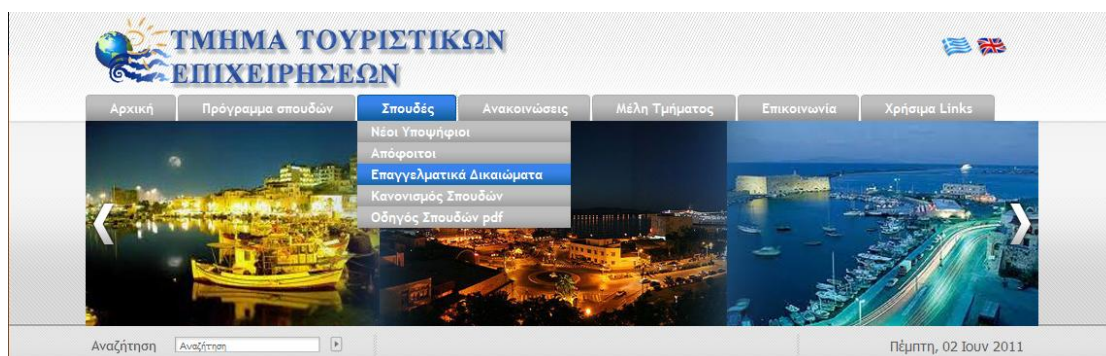 ΤΜΗΜΑ ΤΟΥΡΙΣΤΙΚΩΝ
ΕΠΙΧΕΙΡΗΣΕΩΝ
Αρχική Πρόγραμμα σπουδών Σπουδές Ανακοινώσεις Μέλη Τμήματος Επικοινωνία Χρήσιμα Links
Νέοι Υποψήφιοι
Απόφοιτοι
Επαγγελματικά Δικαιώματα
Κανονισμός Σπουδών
Οδηγός Σπουδών pdf
Αναζήτηση Αναζήτηση Πέμπτη, 02 Ιουν 2011